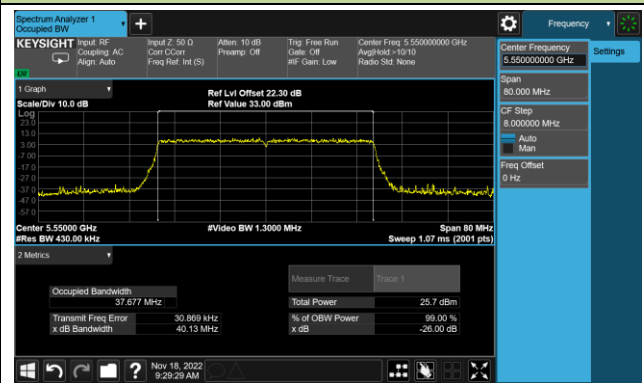 Spectrum Analyzer 1
Occupied BW
+
Frequency
KEYSIGHT
Input: RF
Coupling: AC
Align: Auto
Input Z: 50 Ω
Corr CCorr
Freq Ref: Int (S)
Atten: 10 dB
Preamp: Off
Trig: Free Run
Gate: Off
#IF Gain: Low
Center Freq: 5.550000000 GHz
Avg|Hold:>10/10
Radio Std: None
Center Frequency
5.550000000 GHz
Settings
Span
80.000 MHz
CF Step
8.000000 MHz
Auto
Man
Freq Offset
0 Hz
1 Graph
Scale/Div 10.0 dB
Ref Lvl Offset 22.30 dB
Ref Value 33.00 dBm
Log
23.0
13.0
3.00
-7.00
-17.0
-27.0
-37.0
-47.0
-57.0
Center 5.55000 GHz
#Res BW 430.00 kHz
#Video BW 1.3000 MHz
Span 80 MHz
Sweep 1.07 ms (2001 pts)
2 Metrics
Measure Trace
Trace 1
Occupied Bandwidth
37.677 MHz
Total Power
25.7 dBm
Transmit Freq Error
30.869 kHz
% of OBW Power
99.00 %
x dB Bandwidth
40.13 MHz
x dB
-26.00 dB
?
Nov 18, 2022
9:29:29 AM